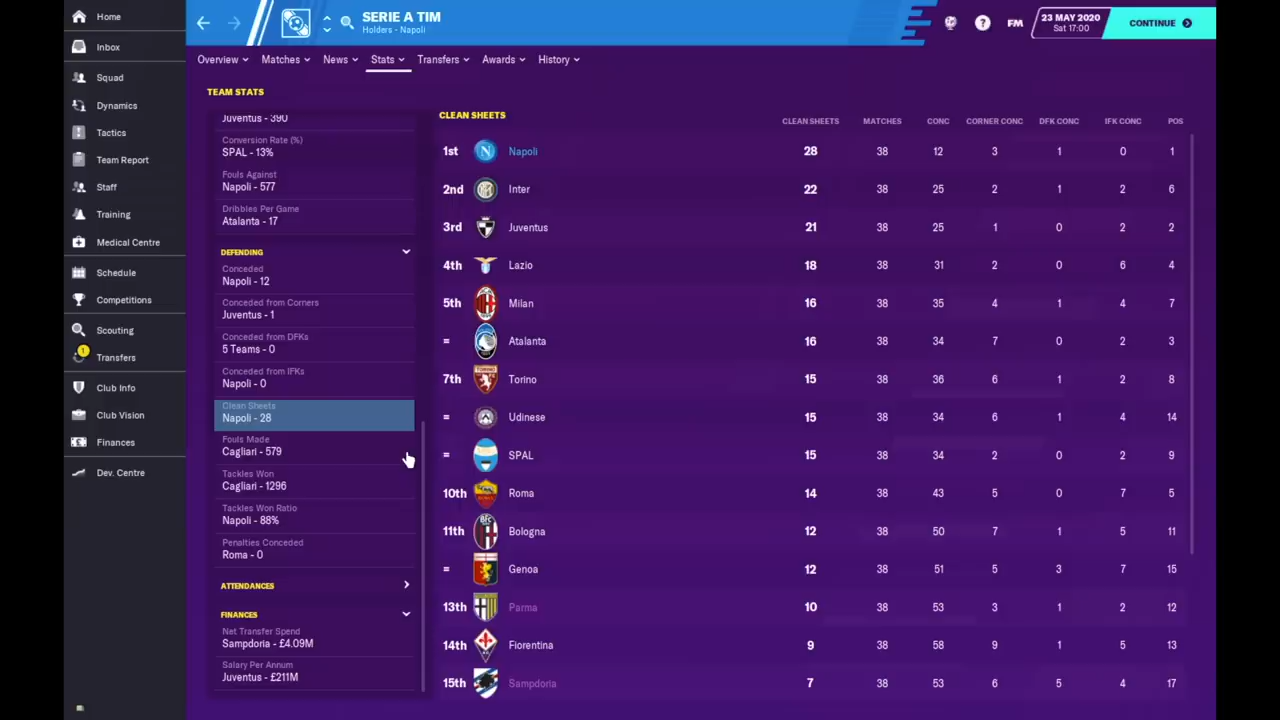 Home
Inbox
Squad
Dynamics
Tactics
Team Report
Staff
Training
Medical Centre
Schedule
Competitions
Scouting
1
Transfers
Club Info
Club Vision
Finances
Dev. Centre
SERIE A TIM
Holders - Napoli
? FM
23 MAY 2020
Sat 17:00
CONTINUE
Overview Matches News Stats Transfers Awards History
TEAM STATS
Juventus - 390
Conversion Rate (%)
SPAL - 13%
Fouls Against
Napoli - 577
Dribbles Per Game
Atalanta - 17
DEFENDING
Conceded
Napoli - 12
Conceded from Corners
Juventus - 1
Conceded from DFKs
5 Teams - 0
Conceded from IFKs
Napoli - 0
Clean Sheets
Napoli - 28
Fouls Made
Cagliari - 579
Tackles Won
Cagliari - 1296
Tackles Won Ratio
Napoli - 88%
Penalties Conceded
Roma - 0
ATTENDANCES
FINANCES
Net Transfer Spend
Sampdoria - £4.09M
Salary Per Annum
Juventus - £211M
CLEAN SHEETS
CLEAN SHEETS MATCHES CONC CORNER CONC DFK CONC IFK CONC POS
1st Napoli 28 38 12 3 1 0 1
2nd Inter 22 38 25 2 1 2 6
3rd Juventus 21 38 25 1 0 2 2
4th Lazio 18 38 31 2 0 6 4
5th Milan 16 38 35 4 1 4 7
= Atalanta 16 38 34 7 0 2 3
7th Torino 15 38 36 6 1 2 8
= Udinese 15 38 34 6 1 4 14
= SPAL 15 38 34 2 0 2 9
10th Roma 14 38 43 5 0 7 5
11th Bologna 12 38 50 7 1 5 11
= Genoa 12 38 51 5 3 7 15
13th Parma 10 38 53 3 1 2 12
14th Fiorentina 9 38 58 9 1 5 13
15th Sampdoria 7 38 53 6 5 4 17